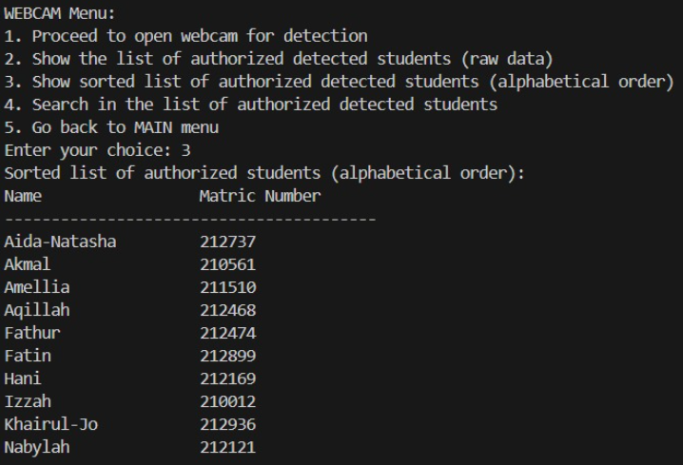 WEBCAM Menu:
1. Proceed to open webcam for detection
2. Show the list of authorized detected students (raw data)
3. Show sorted list of authorized detected students (alphabetical order)
4. Search in the list of authorized detected students
5. Go back to MAIN menu
Enter your choice: 3
Sorted list of authorized students (alphabetical order):
Name Matric Number
----------------------------------------
Aida-Natasha 212737
Akmal 210561
Amellia 211510
Aqillah 212468
Fathur 212474
Fatin 212899
Hani 212169
Izzah 210012
Khairul-Jo 212936
Nabylah 212121